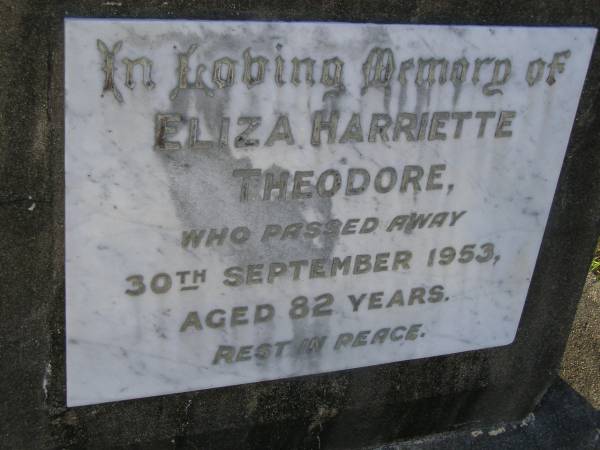 In Loving Memory of
ELIZA HARRIETTE
THEODORE,
WHO PASSED AWAY
30TH SEPTEMBER 1953,
AGED 82 YEARS.
REST IN PEACE.